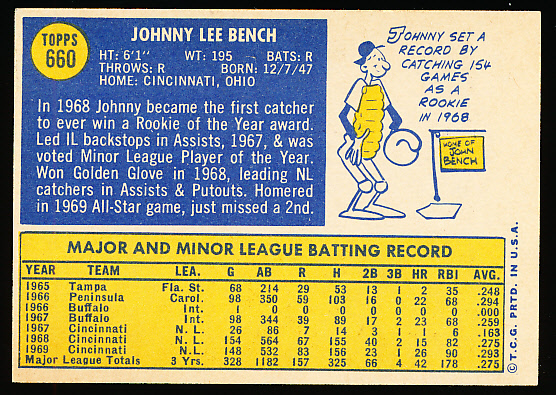 TOPPS
660
JOHNNY LEE BENCH
HT: 6'1" WT: 195 BATS: R
THROWS: R BORN: 12/7/47
HOME: CINCINNATI, OHIO
In 1968 Johnny became the first catcher
to ever win a Rookie of the Year award.
Led IL backstops in Assists, 1967, & was
voted Minor League Player of the Year.
Won Golden Glove in 1968, leading NL
catchers in Assists & Putouts. Homered
in 1969 All-Star game, just missed a 2nd.
JOHNNY SET A
RECORD BY
CATCHING 154
GAMES
AS A
ROOKIE
IN 1968
HOME OF
JOHN
BENCH
MAJOR AND MINOR LEAGUE BATTING RECORD
YEAR TEAM LEA. G AB R H 2B 3B HR RBI AVG.
1965 Tampa Fla. St. 68 214 29 53 13 1 2 35 .248
1966 Peninsula Carol. 98 350 59 103 16 0 22 68 .294
1966 Buffalo Int. 1 0 0 0 0 0 0 0 .000
1967 Buffalo Int. 98 344 39 89 17 2 23 68 .259
1967 Cincinnati N. L. 26 86 7 14 3 1 1 6 .163
1968 Cincinnati N. L. 154 564 67 155 40 2 15 82 .275
1969 Cincinnati N. L. 148 532 83 156 23 1 26 90 .293
Major League Totals 3 Yrs. 328 1182 157 325 66 4 42 178 .275
© T.C.G. PRTD. IN U.S.A.